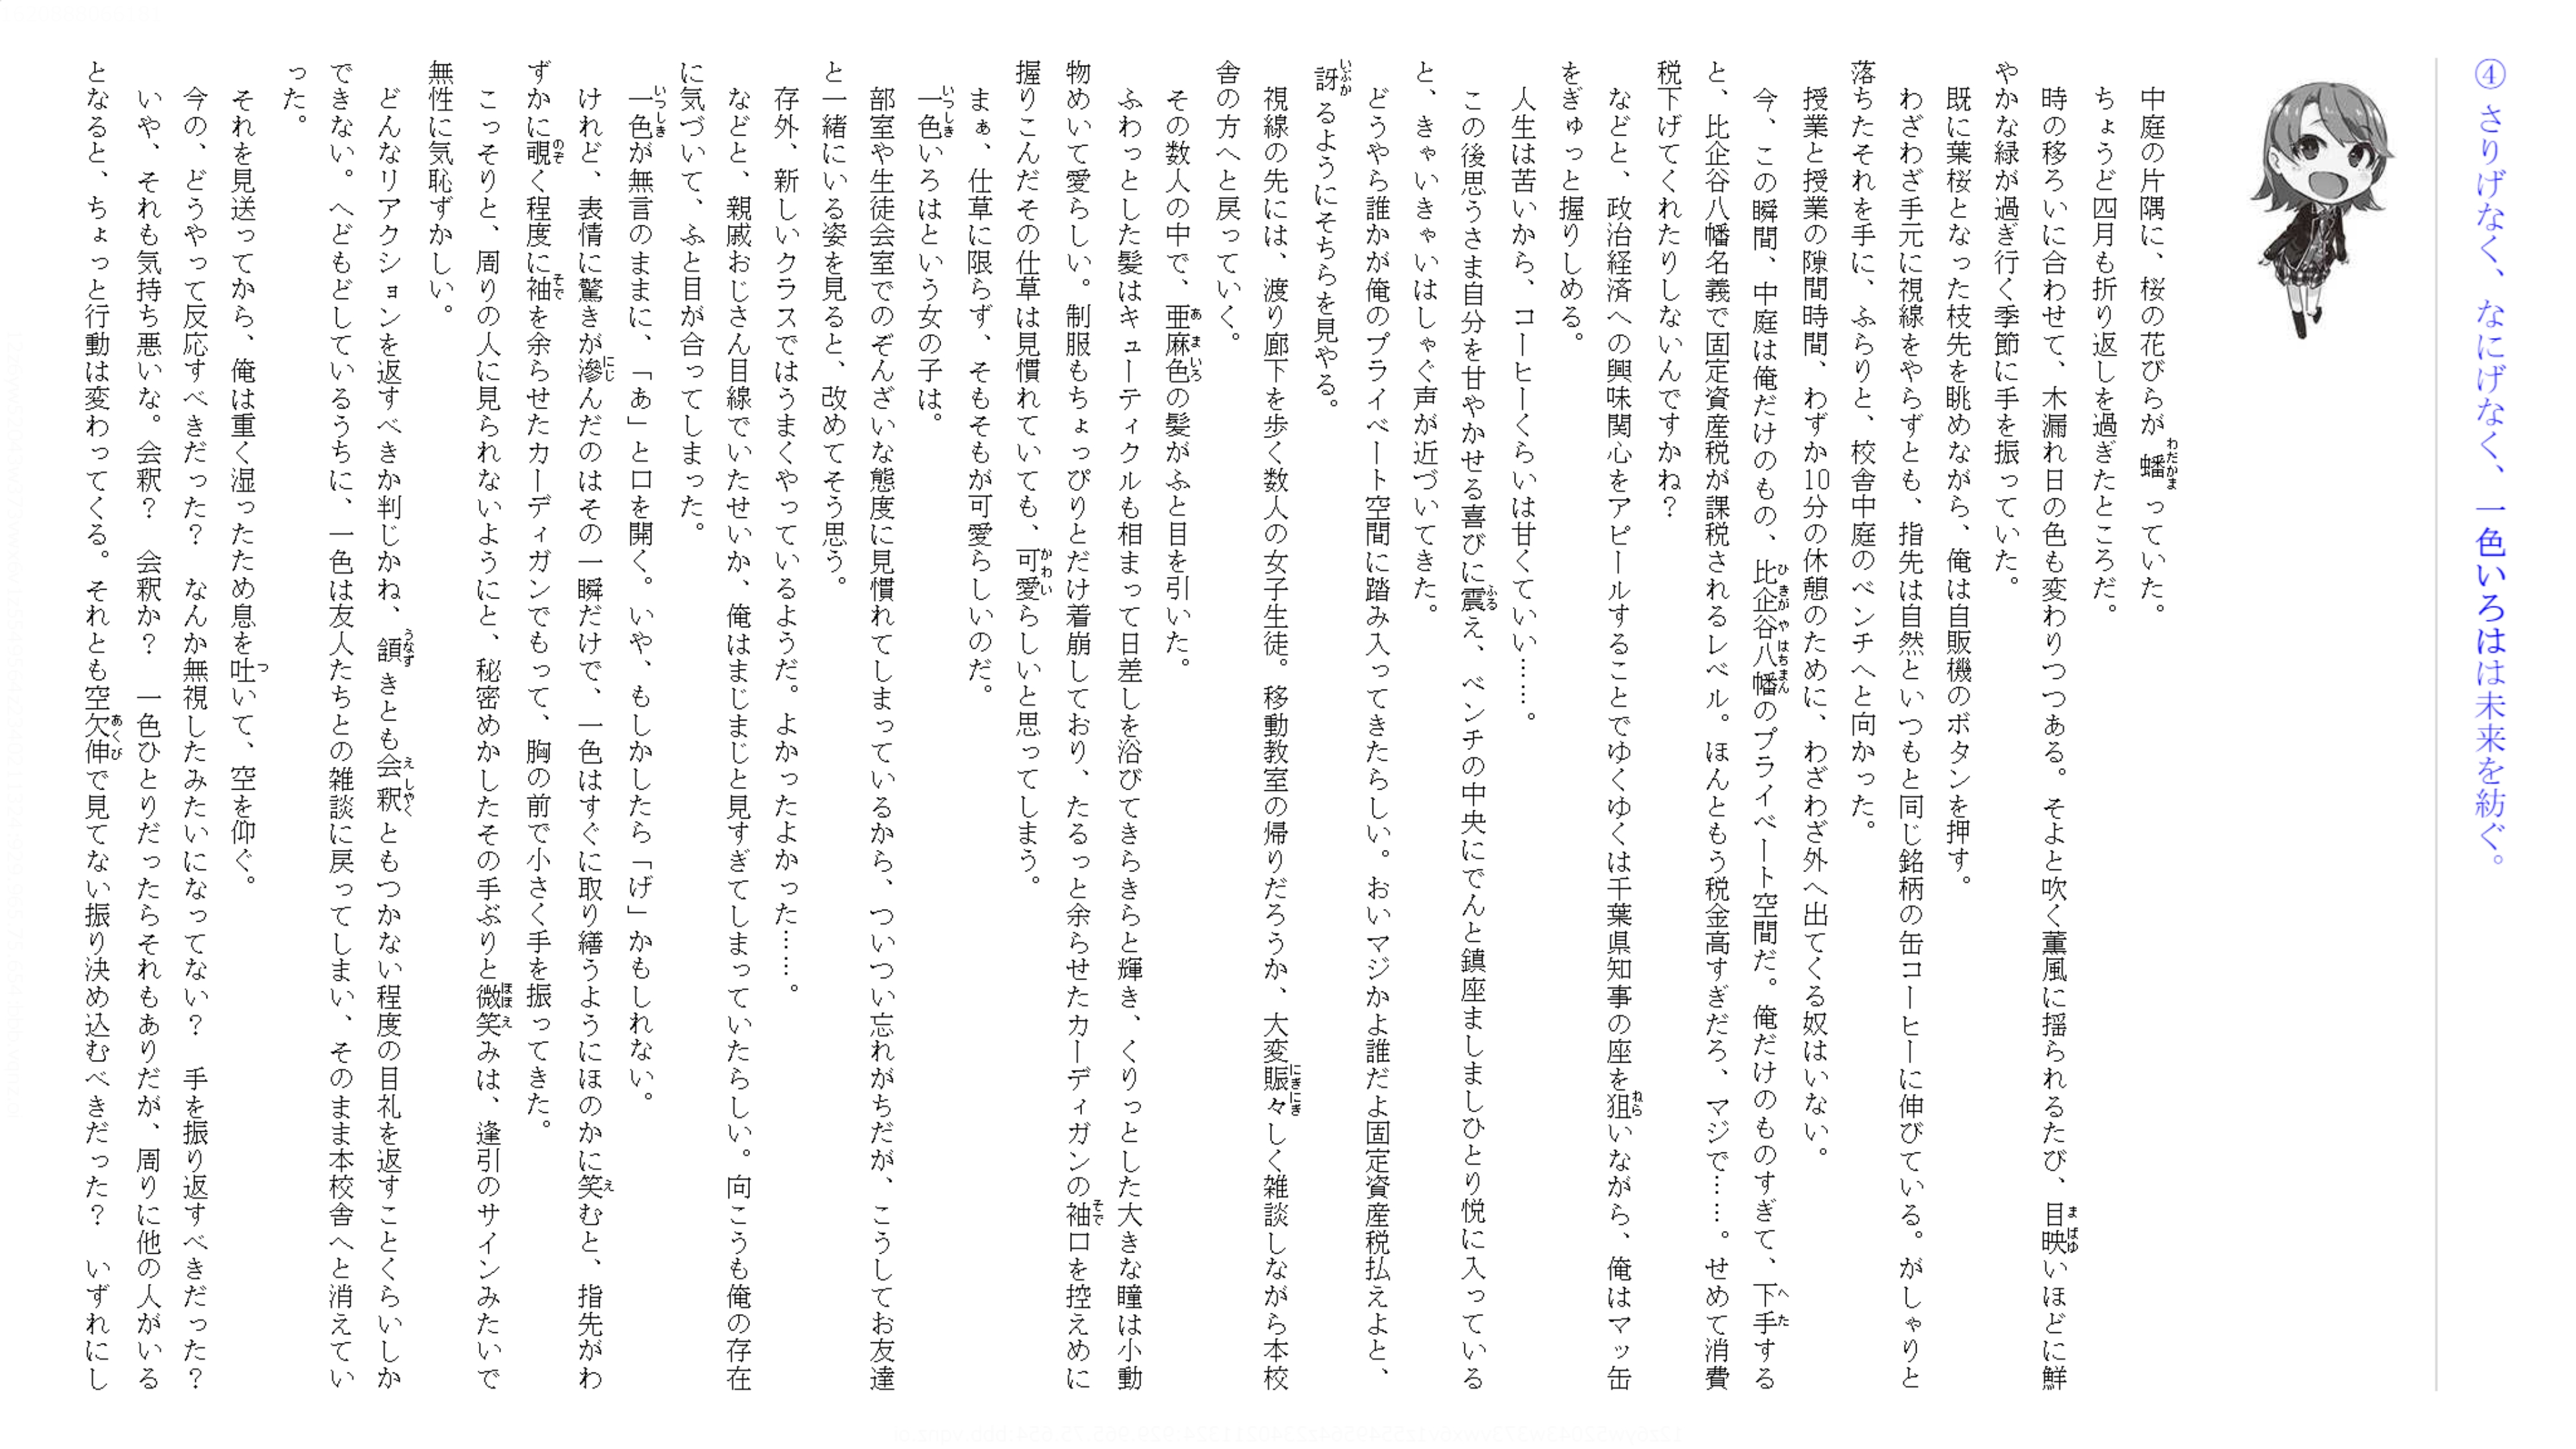 ④ さりげなく、なにげなく、一色いろはは未来を紡ぐ。
中庭の片隅に、桜の花びらが蟠っていた。
ちょうど四月も折り返しを過ぎたところだ。
時の移ろいに合わせて、木漏れ日の色も変わりつつある。そよと吹く薫風に揺られるたび、目映いほどに鮮
やかな緑が過ぎ行く季節に手を振っていた。
既に葉桜となった枝先を眺めながら、俺は自販機のボタンを押す。
わざわざ手元に視線をやらずとも、指先は自然といつもと同じ銘柄の缶コーヒーに伸びている。がしゃりと
落ちたそれを手に、ふらりと、校舎中庭のベンチへと向かった。
授業と授業の隙間時間、わずか10分の休憩のために、わざわざ外へ出てくる奴はいない。
今、この瞬間、中庭は俺だけのもの、比企谷八幡のプライベート空間だ。俺だけのものすぎて、下手する
と、比企谷八幡名義で固定資産税が課税されるレベル。ほんともう税金高すぎだろ、マジで……。せめて消費
税下げてくれたりしないんですかね？
などと、政治経済への興味関心をアピールすることでゆくゆくは千葉県知事の座を狙いながら、俺はマッ缶
をぎゅっと握りしめる。
人生は苦いから、コーヒーくらいは甘くていい……。
この後思うさま自分を甘やかせる喜びに震え、ベンチの中央にでんと鎮座ましましひとり悦に入っている
と、きゃいきゃいはしゃぐ声が近づいてきた。
どうやら誰かが俺のプライベート空間に踏み入ってきたらしい。おいマジかよ誰だよ固定資産税払えよと、
訝るようにそちらを見やる。
視線の先には、渡り廊下を歩く数人の女子生徒。移動教室の帰りだろうか、大変賑々しく雑談しながら本校
舎の方へと戻っていく。
その数人の中で、亜麻色の髪がふと目を引いた。
ふわっとした髪はキューティクルも相まって日差しを浴びてきらきらと輝き、くりっとした大きな瞳は小動
物めいて愛らしい。制服もちょっぴりとだけ着崩しており、たるっと余らせたカーディガンの袖口を控えめに
握りこんだその仕草は見慣れていても、可愛らしいと思ってしまう。
まぁ、仕草に限らず、そもそもが可愛らしいのだ。
一色いろはという女の子は。
部室や生徒会室でのぞんざいな態度に見慣れてしまっているから、ついつい忘れがちだが、こうしてお友達
と一緒にいる姿を見ると、改めてそう思う。
存外、新しいクラスではうまくやっているようだ。よかったよかった……。
などと、親戚おじさん目線でいたせいか、俺はまじまじと見すぎてしまっていたらしい。向こうも俺の存在
に気づいて、ふと目が合ってしまった。
一色が無言のままに、「あ」と口を開く。いや、もしかしたら「げ」かもしれない。
けれど、表情に驚きが滲んだのはその一瞬だけで、一色はすぐに取り繕うようにほのかに笑むと、指先がわ
ずかに覗く程度に袖を余らせたカーディガンでもって、胸の前で小さく手を振ってきた。
こっそりと、周りの人に見られないようにと、秘密めかしたその手ぶりと微笑みは、逢引のサインみたいで
無性に気恥ずかしい。
どんなリアクションを返すべきか判じかね、頷きとも会釈ともつかない程度の目礼を返すことくらいしか
できない。へどもどしているうちに、一色は友人たちとの雑談に戻ってしまい、そのまま本校舎へと消えてい
った。
それを見送ってから、俺は重く湿ったため息を吐いて、空を仰ぐ。
今の、どうやって反応すべきだった？　なんか無視したみたいになってない？　手を振り返すべきだった？
いや、それも気持ち悪いな。会釈？　会釈か？　一色ひとりだったらそれもありだが、周りに他の人がいる
となると、ちょっと行動は変わってくる。それとも空欠伸で見てない振り決め込むべきだった？　いずれにし